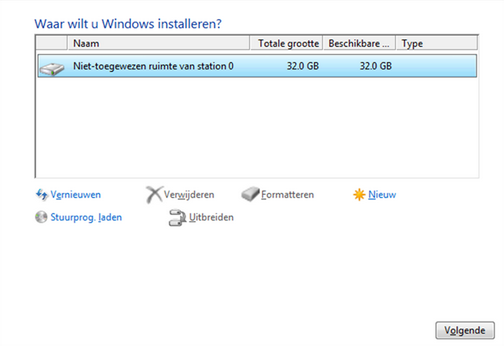 Waar wilt u Windows installeren?
Naam Totale grootte Beschikbare ... Type
Niet-toegewezen ruimte van station 0 32.0 GB 32.0 GB
Vernieuwen Verwijderen Formatteren Nieuw
Stuurprog. laden Uitbreiden
Volgende